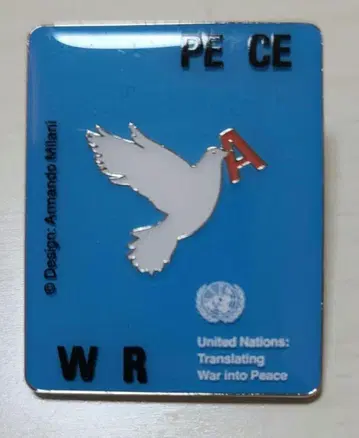 PE CE
A
© Design: Armando Milani
W R
United Nations:
Translating
War into Peace